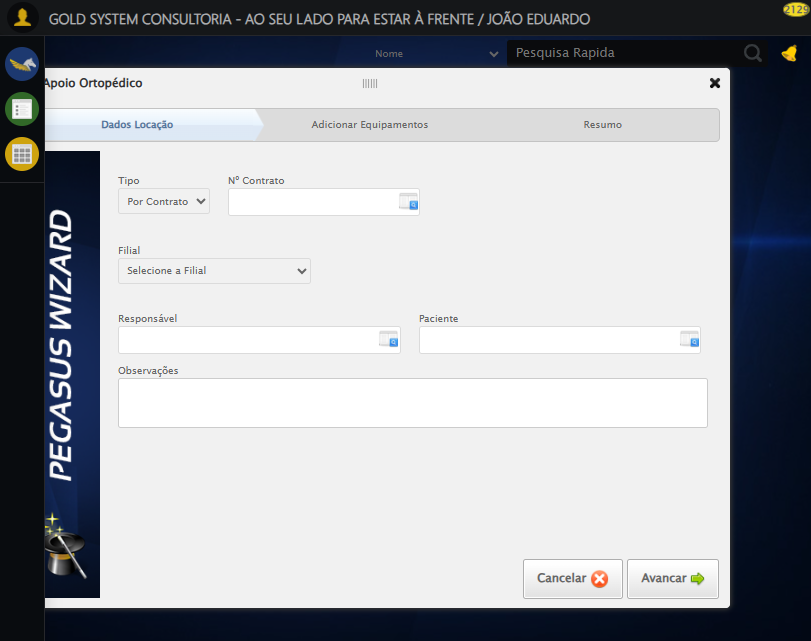 GOLD SYSTEM CONSULTORIA - AO SEU LADO PARA ESTAR À FRENTE / JOÃO EDUARDO
2129
Nome
Pesquisa Rapida
Apoio Ortopédico
Dados Locação
Adicionar Equipamentos
Resumo
PEGASUS WIZARD
Tipo
Nº Contrato
Por Contrato
Filial
Selecione a Filial
Responsável
Paciente
Observações
Cancelar
Avancar